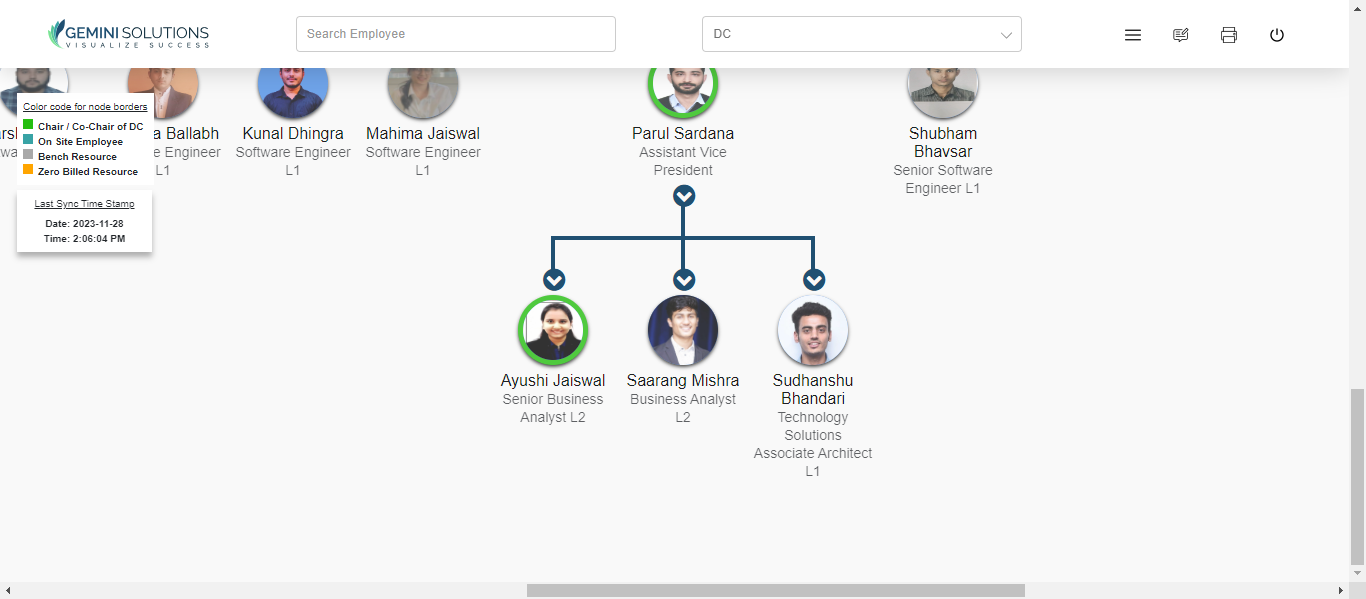 GEMINI SOLUTIONS
VISUALIZE SUCCESS
Search Employee
DC
Color code for node borders
Chair / Co-Chair of DC
On Site Employee
Bench Resource
Zero Billed Resource
Last Sync Time Stamp
Date: 2023-11-28
Time: 2:06:04 PM
a Ballabh
e Engineer
L1
Kunal Dhingra
Software Engineer
L1
Mahima Jaiswal
Software Engineer
L1
Parul Sardana
Assistant Vice
President
Shubham
Bhavsar
Senior Software
Engineer L1
Ayushi Jaiswal
Senior Business
Analyst L2
Saarang Mishra
Business Analyst
L2
Sudhanshu
Bhandari
Technology
Solutions
Associate Architect
L1